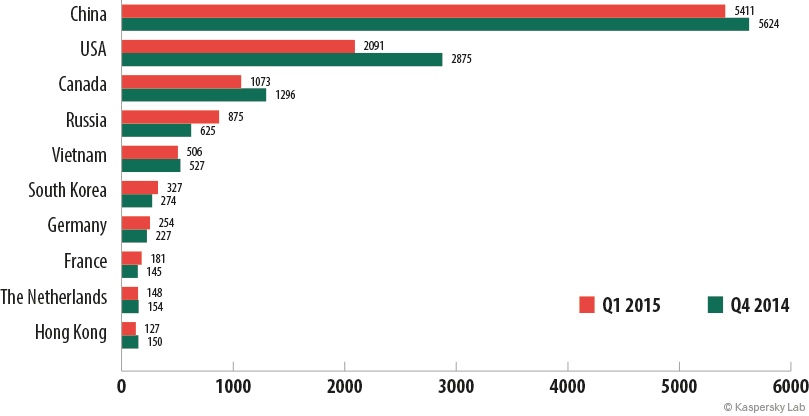 China
5411
5624
USA
2091
2875
Canada
1073
1296
Russia
875
625
Vietnam
506
527
South Korea
327
274
Germany
254
227
France
181
145
The Netherlands
148
154
Hong Kong
127
150
Q1 2015 Q4 2014
0 1000 2000 3000 4000 5000 6000
© Kaspersky Lab